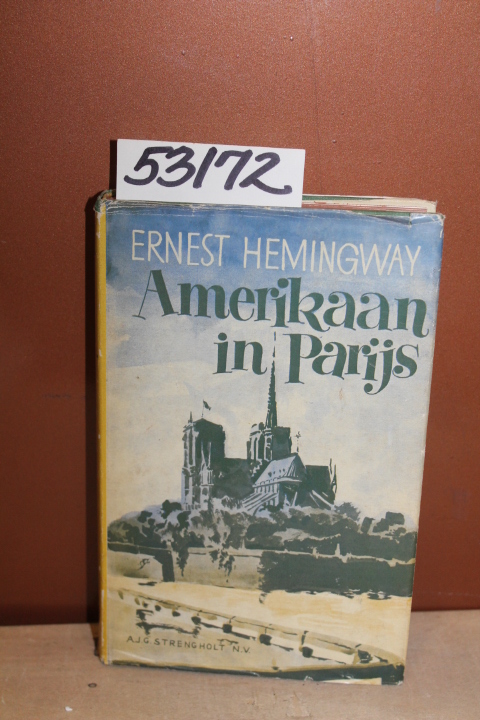 53172
ERNEST HEMINGWAY
Amerikaan
in Parijs
A.J.G. STRENGHOLT N.V.